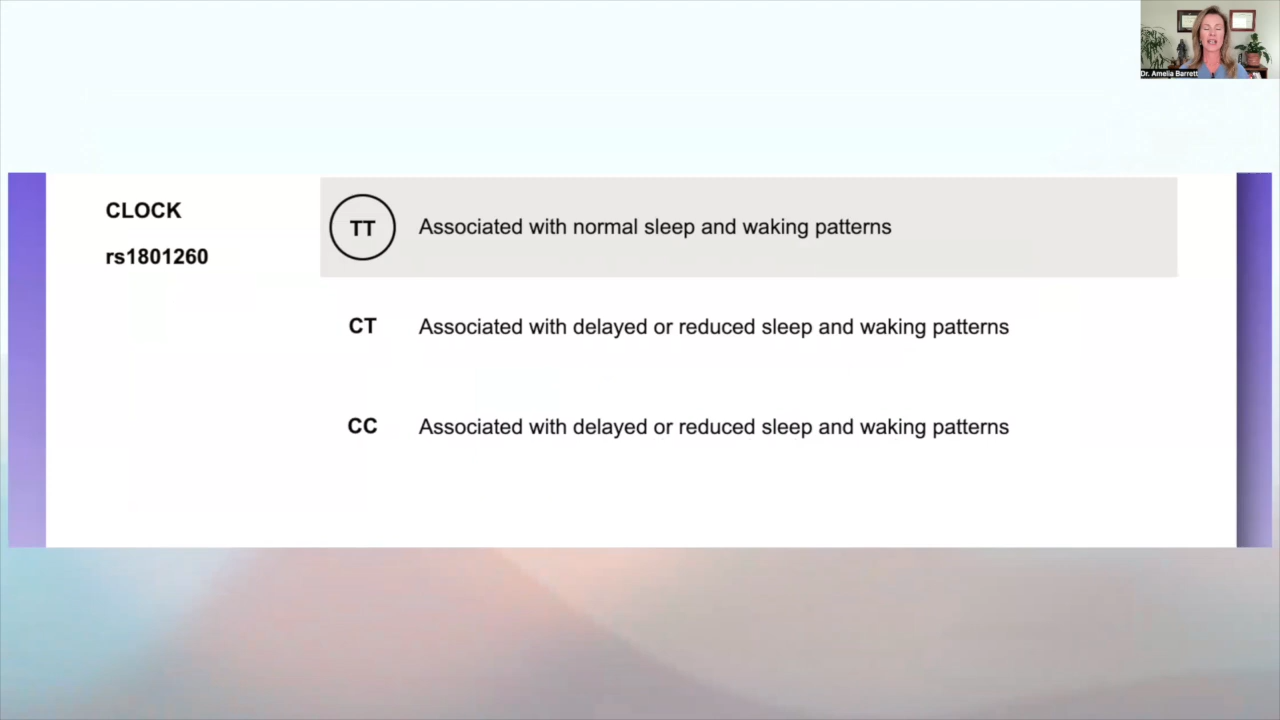 Dr. Amelia Barrett
CLOCK
rs1801260
TT Associated with normal sleep and waking patterns
CT Associated with delayed or reduced sleep and waking patterns
CC Associated with delayed or reduced sleep and waking patterns